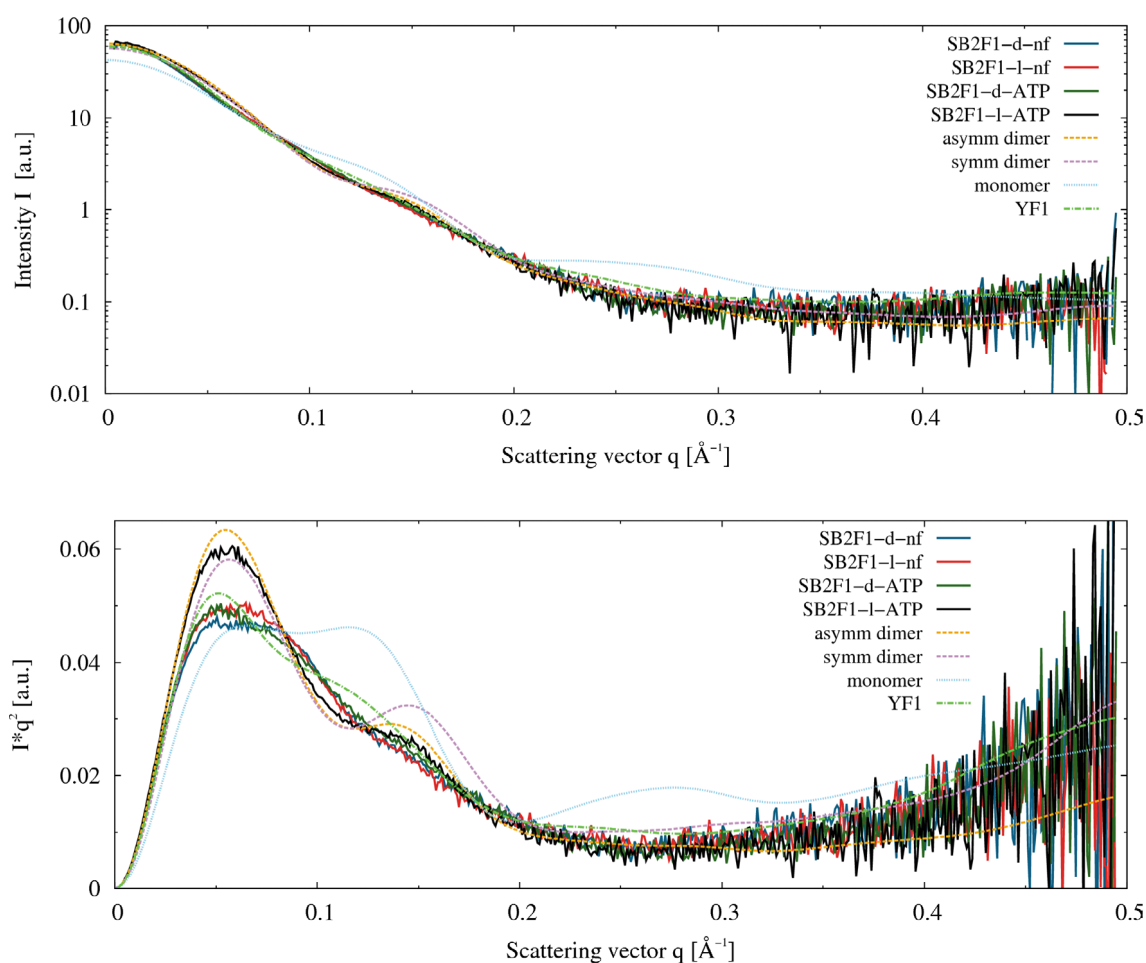 100
10
1
0.1
0.01
Intensity I [a.u.]
SB2F1-d-nf
SB2F1-l-nf
SB2F1-d-ATP
SB2F1-l-ATP
asymm dimer
symm dimer
monomer
YF1
0 0.1 0.2 0.3 0.4 0.5
Scattering vector q [Å⁻¹]
0.06
0.04
0.02
0
I*q² [a.u.]
SB2F1-d-nf
SB2F1-l-nf
SB2F1-d-ATP
SB2F1-l-ATP
asymm dimer
symm dimer
monomer
YF1
0 0.1 0.2 0.3 0.4 0.5
Scattering vector q [Å⁻¹]